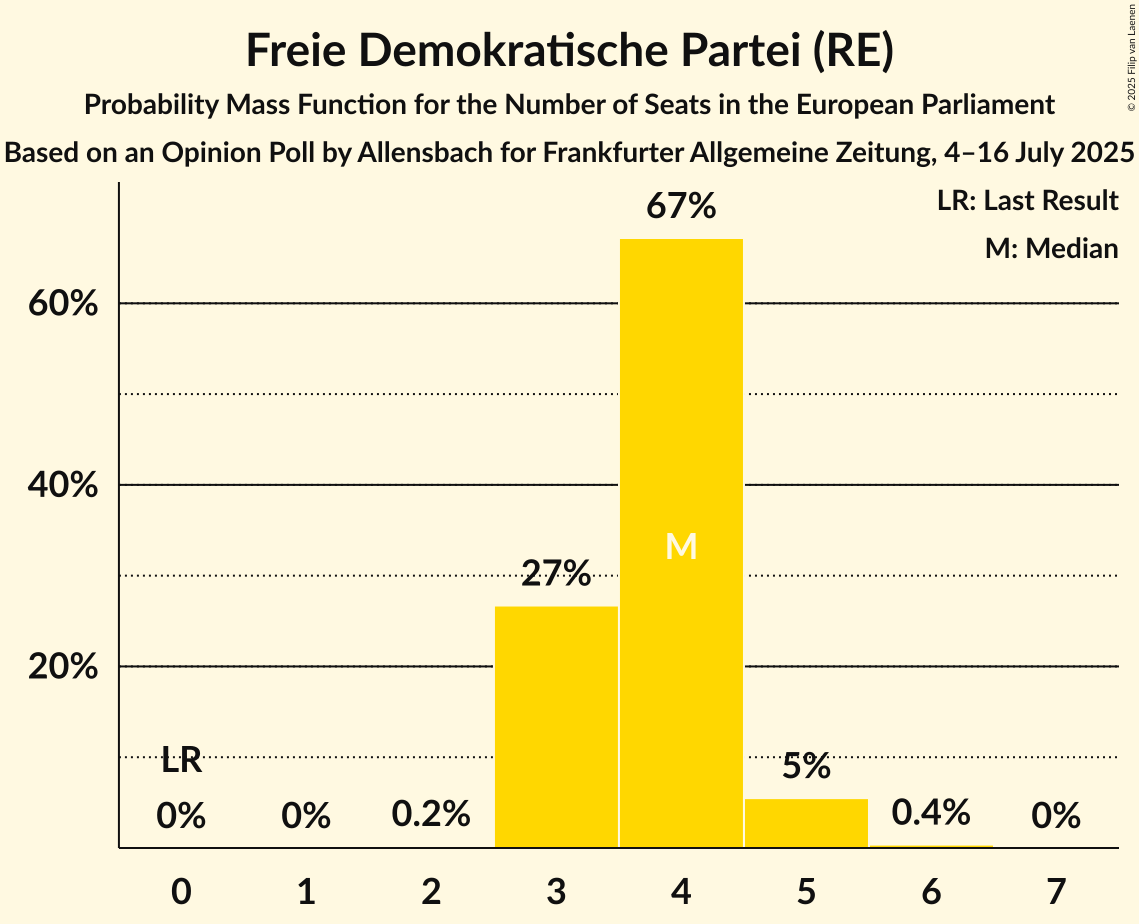 Freie Demokratische Partei (RE)
Probability Mass Function for the Number of Seats in the European Parliament
Based on an Opinion Poll by Allensbach for Frankfurter Allgemeine Zeitung, 4–16 July 2025
© 2025 Filip van Laenen
LR: Last Result
M: Median
67%
60%
40%
M
27%
20%
LR
5%
0%
0%
0.2%
0.4%
0%
0
1
2
3
4
5
6
7